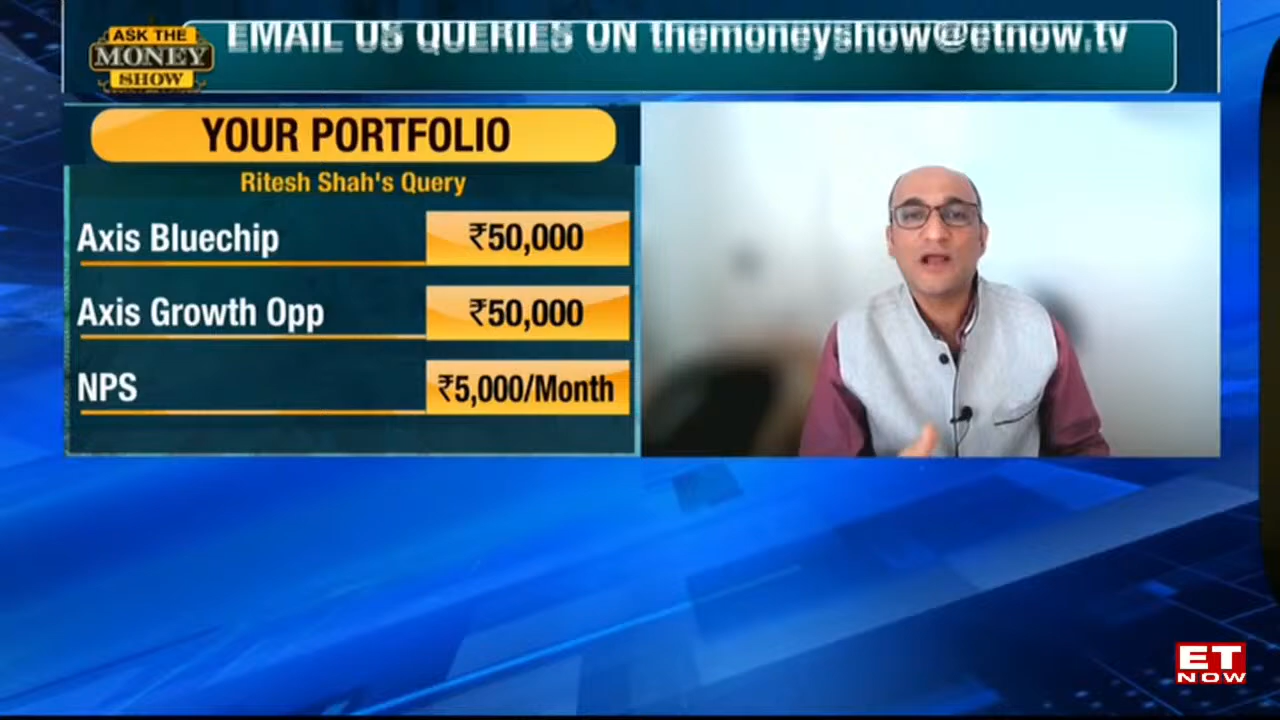 ASK THE
MONEY
SHOW
EMAIL US QUERIES ON themoneyshow@etnow.tv
YOUR PORTFOLIO
Ritesh Shah's Query
Axis Bluechip ₹50,000
Axis Growth Opp ₹50,000
NPS ₹5,000/Month
ET
NOW